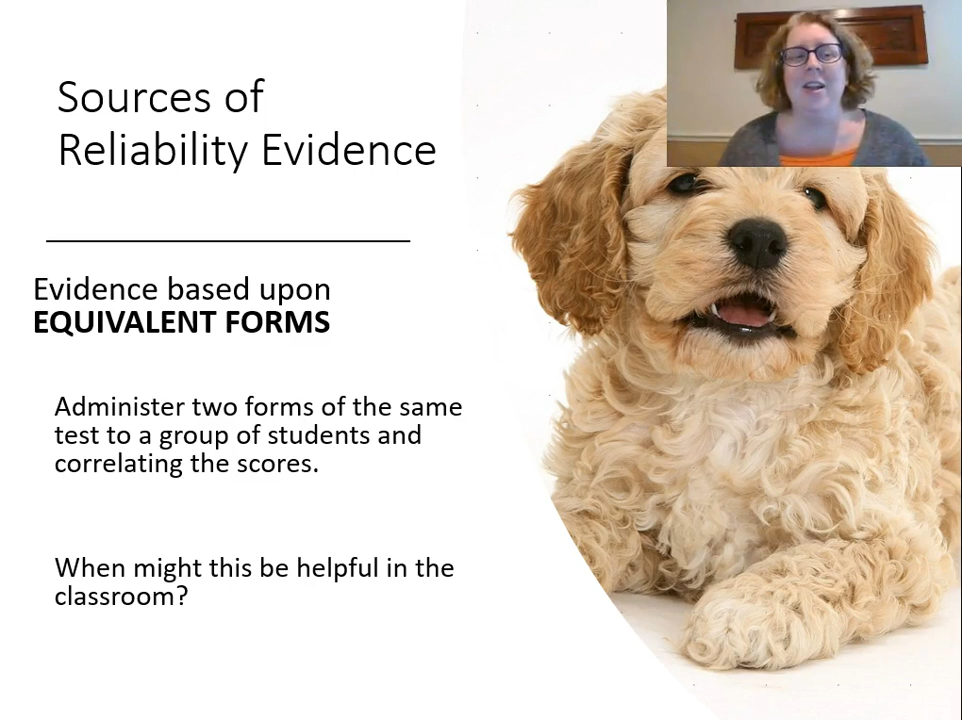 Sources of
Reliability Evidence
Evidence based upon
EQUIVALENT FORMS
Administer two forms of the same
test to a group of students and
correlating the scores.
When might this be helpful in the
classroom?